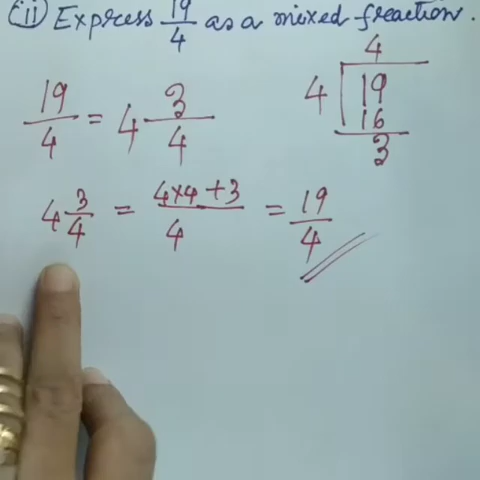 (ii) Express 19/4 as a mixed fraction.
19/4 = 4 3/4
4
4 19
16
3
4 3/4 = 4×4+3/4 = 19/4